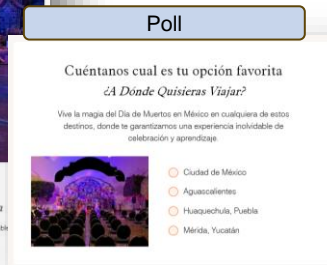 Poll
Cuéntanos cual es tu opción favorita
¿A Dónde Quisieras Viajar?
Vive la magia del Día de Muertos en México en cualquiera de estos
destinos, donde te garantizamos una experiencia inolvidable de
celebración y aprendizaje.
Ciudad de México
Aguascalientes
Huaquechula, Puebla
Mérida, Yucatán